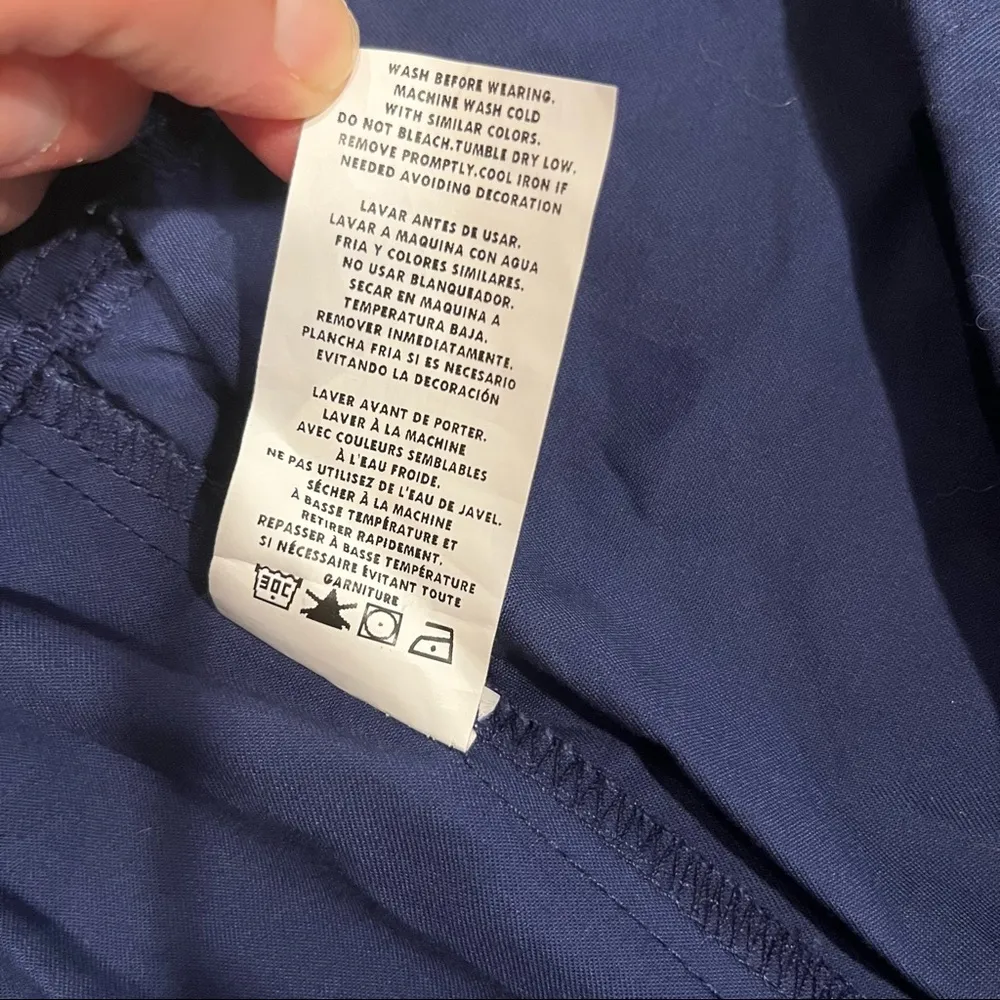 WASH BEFORE WEARING.
MACHINE WASH COLD
WITH SIMILAR COLORS.
DO NOT BLEACH.TUMBLE DRY LOW.
REMOVE PROMPTLY.COOL IRON IF
NEEDED AVOIDING DECORATION
LAVAR ANTES DE USAR.
LAVAR A MAQUINA CON AGUA
FRIA Y COLORES SIMILARES.
NO USAR BLANQUEADOR.
SECAR EN MAQUINA A
TEMPERATURA BAJA.
REMOVER INMEDIATAMENTE.
PLANCHA FRIA SI ES NECESARIO
EVITANDO LA DECORACIÓN
LAVER AVANT DE PORTER.
LAVER À LA MACHINE
AVEC COULEURS SEMBLABLES
À L'EAU FROIDE.
NE PAS UTILISEZ DE L'EAU DE JAVEL.
SÉCHER À LA MACHINE
À BASSE TEMPÉRATURE ET
RETIRER RAPIDEMENT.
REPASSER À BASSE TEMPÉRATURE
SI NÉCESSAIRE ÉVITANT TOUTE
GARNITURE
30C